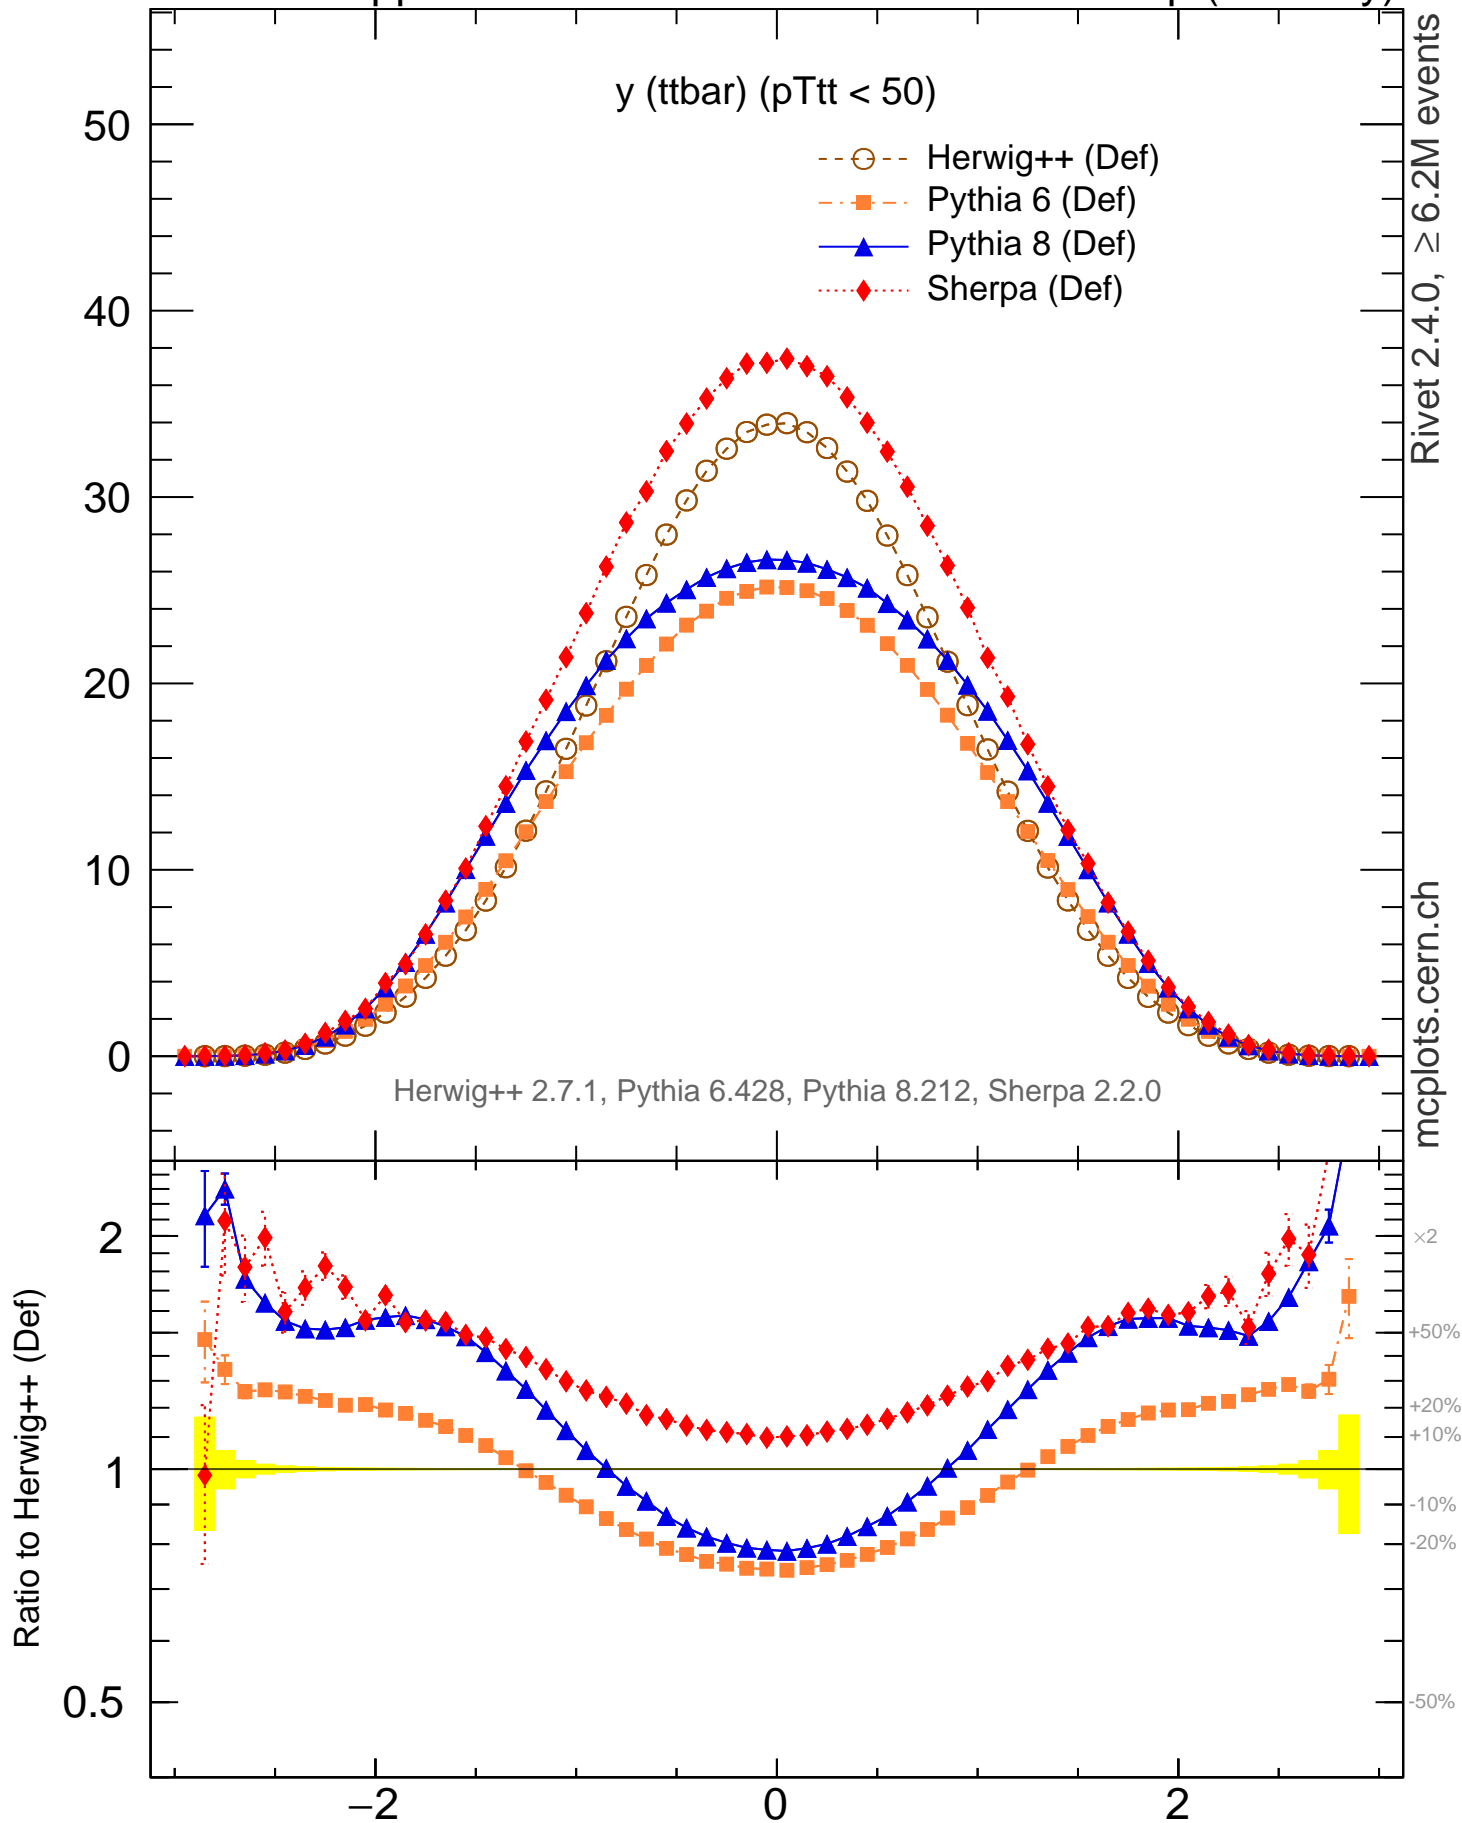 y (ttbar) (pTtt < 50)
Herwig++ (Def)
Pythia 6 (Def)
Pythia 8 (Def)
Sherpa (Def)
50
40
30
20
10
0
Herwig++ 2.7.1, Pythia 6.428, Pythia 8.212, Sherpa 2.2.0
Rivet 2.4.0, ≥ 6.2M events
mcplots.cern.ch
Ratio to Herwig++ (Def)
2
1
0.5
×2
+50%
+20%
+10%
-10%
-20%
-50%
−2
0
2